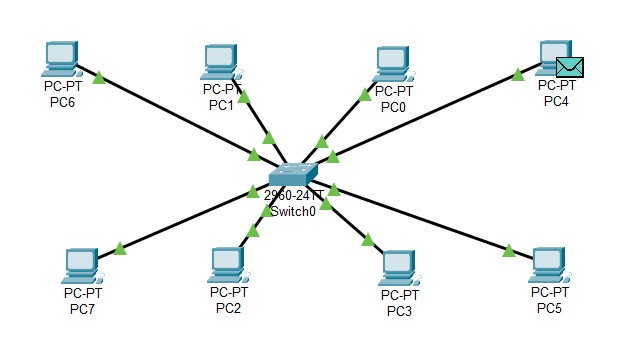 PC-PT
PC6
PC-PT
PC1
PC-PT
PC0
PC-PT
PC4
2960-24TT
Switch0
PC-PT
PC7
PC-PT
PC2
PC-PT
PC3
PC-PT
PC5